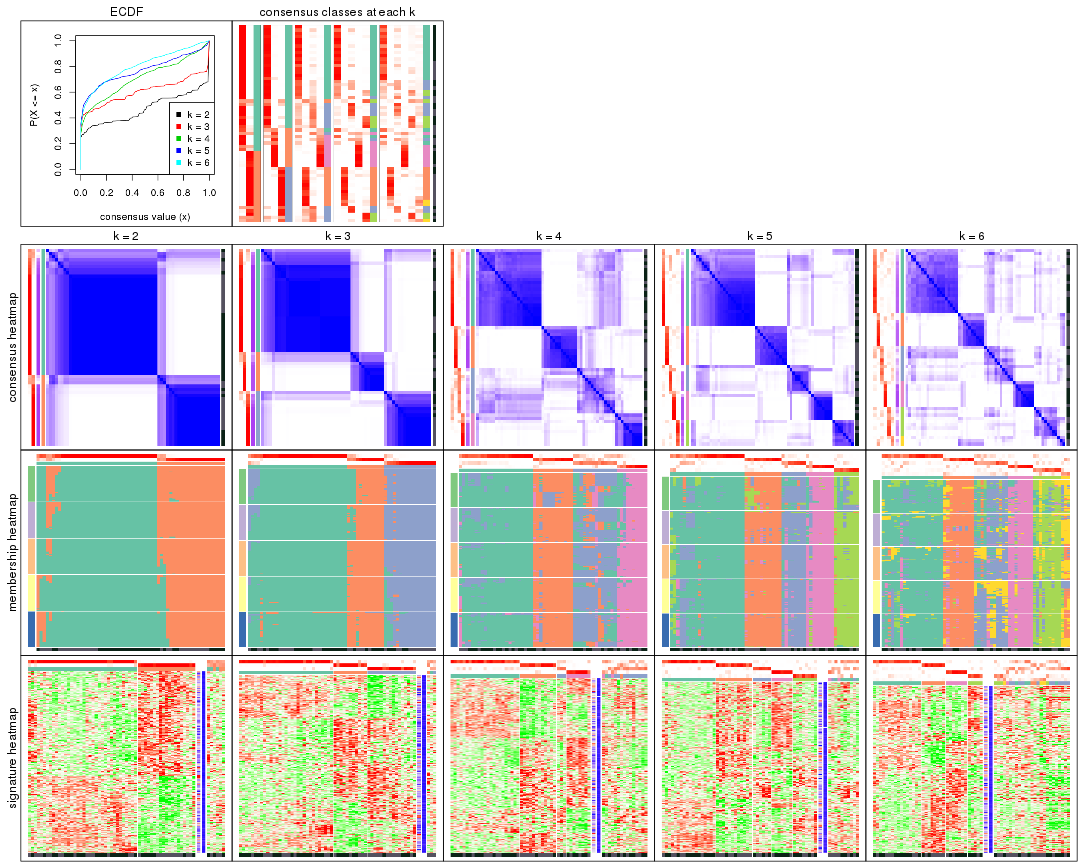 ECDF
consensus classes at each k
P(X <= x)
1.0
0.8
0.6
0.4
0.2
0.0
k = 2
k = 3
k = 4
k = 5
k = 6
0.0 0.2 0.4 0.6 0.8 1.0
consensus value (x)
k = 2
k = 3
k = 4
k = 5
k = 6
consensus heatmap
membership heatmap
signature heatmap